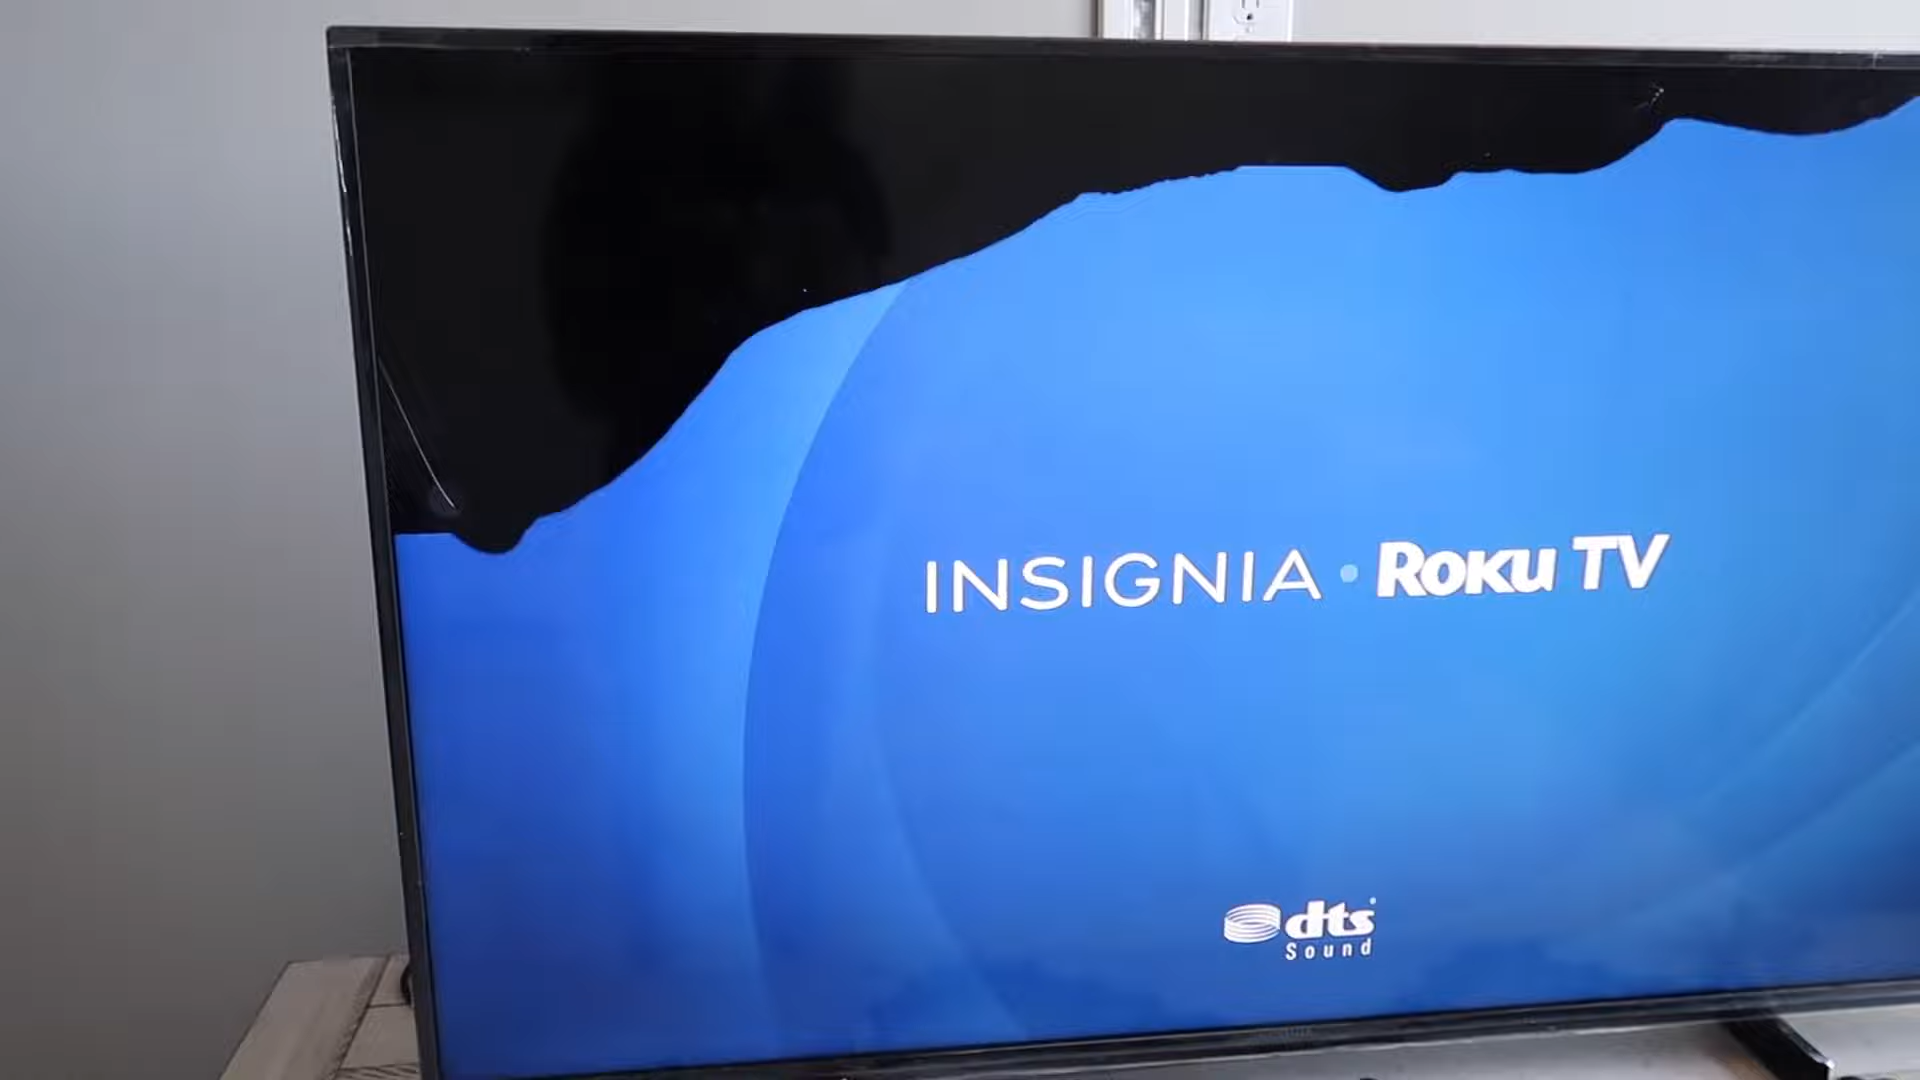 INSIGNIA • Roku TV
dts
Sound